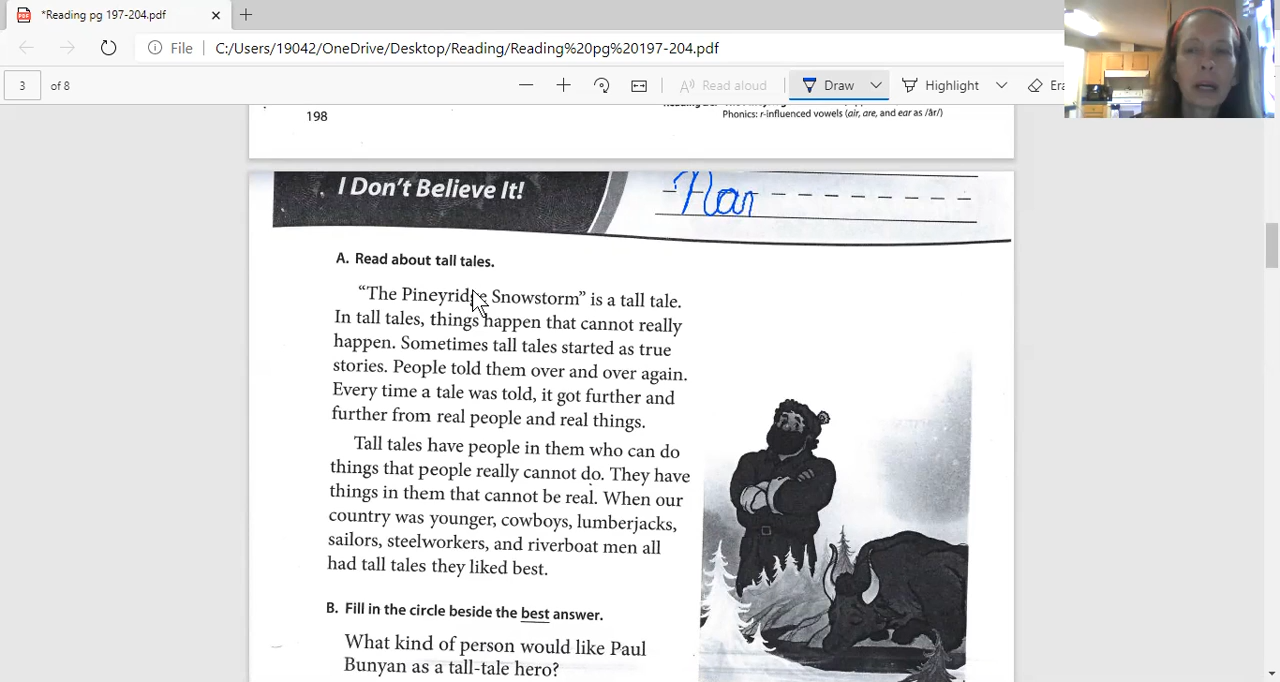 *Reading pg 197-204.pdf
File C:/Users/19042/OneDrive/Desktop/Reading/Reading%20pg%20197-204.pdf
3 of 8 Read aloud Draw Highlight
198
Phonics: r-influenced vowels (air, are, and ear as /âr/)
I Don't Believe It!
Nan
A. Read about tall tales.
"The Pineyridge Snowstorm" is a tall tale.
In tall tales, things happen that cannot really
happen. Sometimes tall tales started as true
stories. People told them over and over again.
Every time a tale was told, it got further and
further from real people and real things.
Tall tales have people in them who can do
things that people really cannot do. They have
things in them that cannot be real. When our
country was younger, cowboys, lumberjacks,
sailors, steelworkers, and riverboat men all
had tall tales they liked best.
B. Fill in the circle beside the best answer.
What kind of person would like Paul
Bunyan as a tall-tale hero?